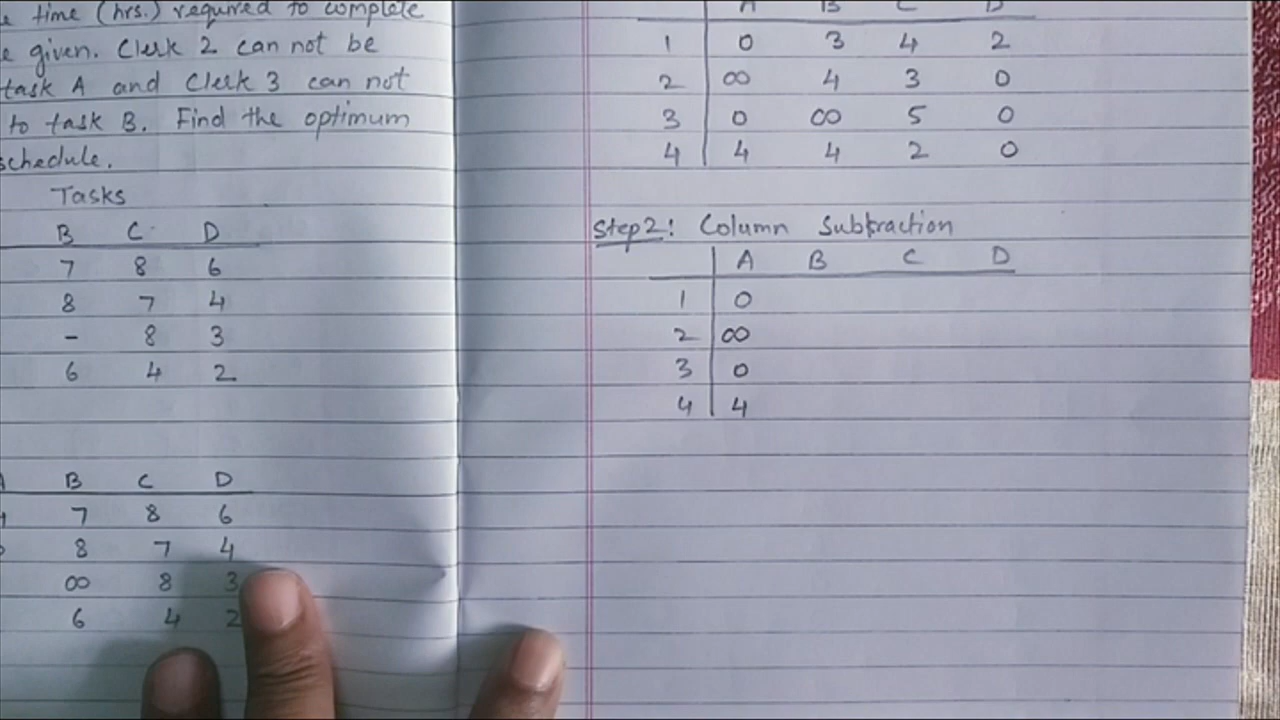 e time (hrs.) required to complete
e given. Clerk 2 can not be
task A and Clerk 3 can not
to task B. Find the optimum
schedule.
Tasks
B C D
7 8 6
8 7 4
- 8 3
6 4 2
B C D
7 8 6
8 7 4
∞ 8 3
6 4 2
A B C D
1 0 3 4 2
2 ∞ 4 3 0
3 0 ∞ 5 0
4 4 4 2 0
Step 2: Column Subtraction
A B C D
1 0
2 ∞
3 0
4 4